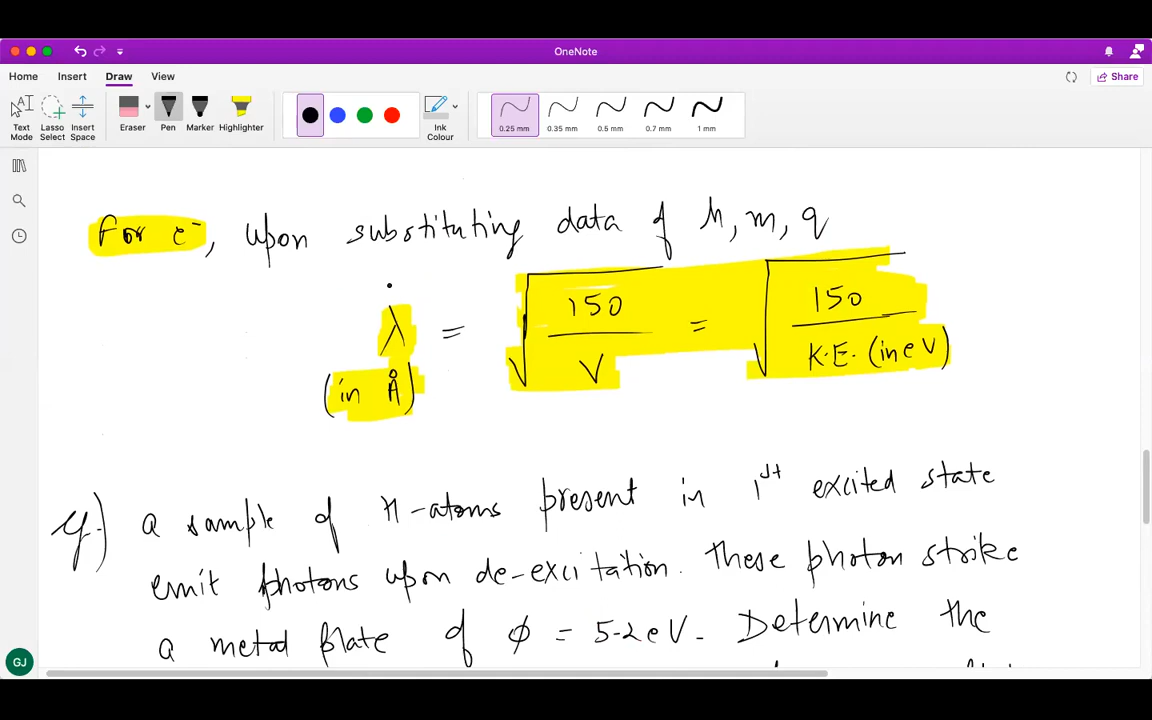 OneNote
Home Insert Draw View
Share
Text Mode
Lasso Select
Insert Space
Eraser
Pen
Marker
Highlighter
Ink Colour
0.25 mm
0.35 mm
0.5 mm
0.7 mm
1 mm
For e⁻, upon substituting data of h, m, q
λ (in Å) = √(150/V) = √(150/K.E. (in eV))
Q.) A sample of H-atoms present in 1st excited state
emit photons upon de-excitation. These photon strike
a metal plate of φ = 5.2 eV. Determine the
GJ